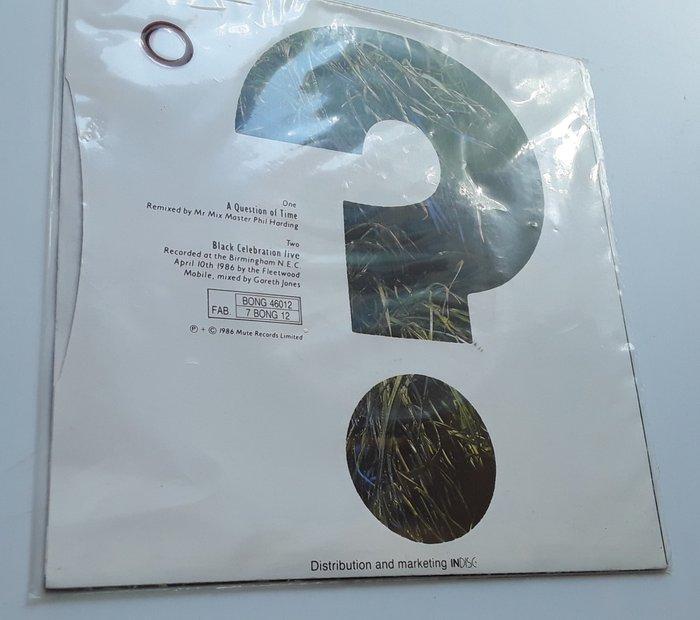 One
A Question of Time
Remixed by Mr Mix Master Phil Harding
Two
Black Celebration live
Recorded at the Birmingham N.E.C.
April 10th 1986 by the Fleetwood
Mobile, mixed by Gareth Jones
BONG 46012
FAB. 7 BONG 12
℗ + © 1986 Mute Records Limited
Distribution and marketing INDISC